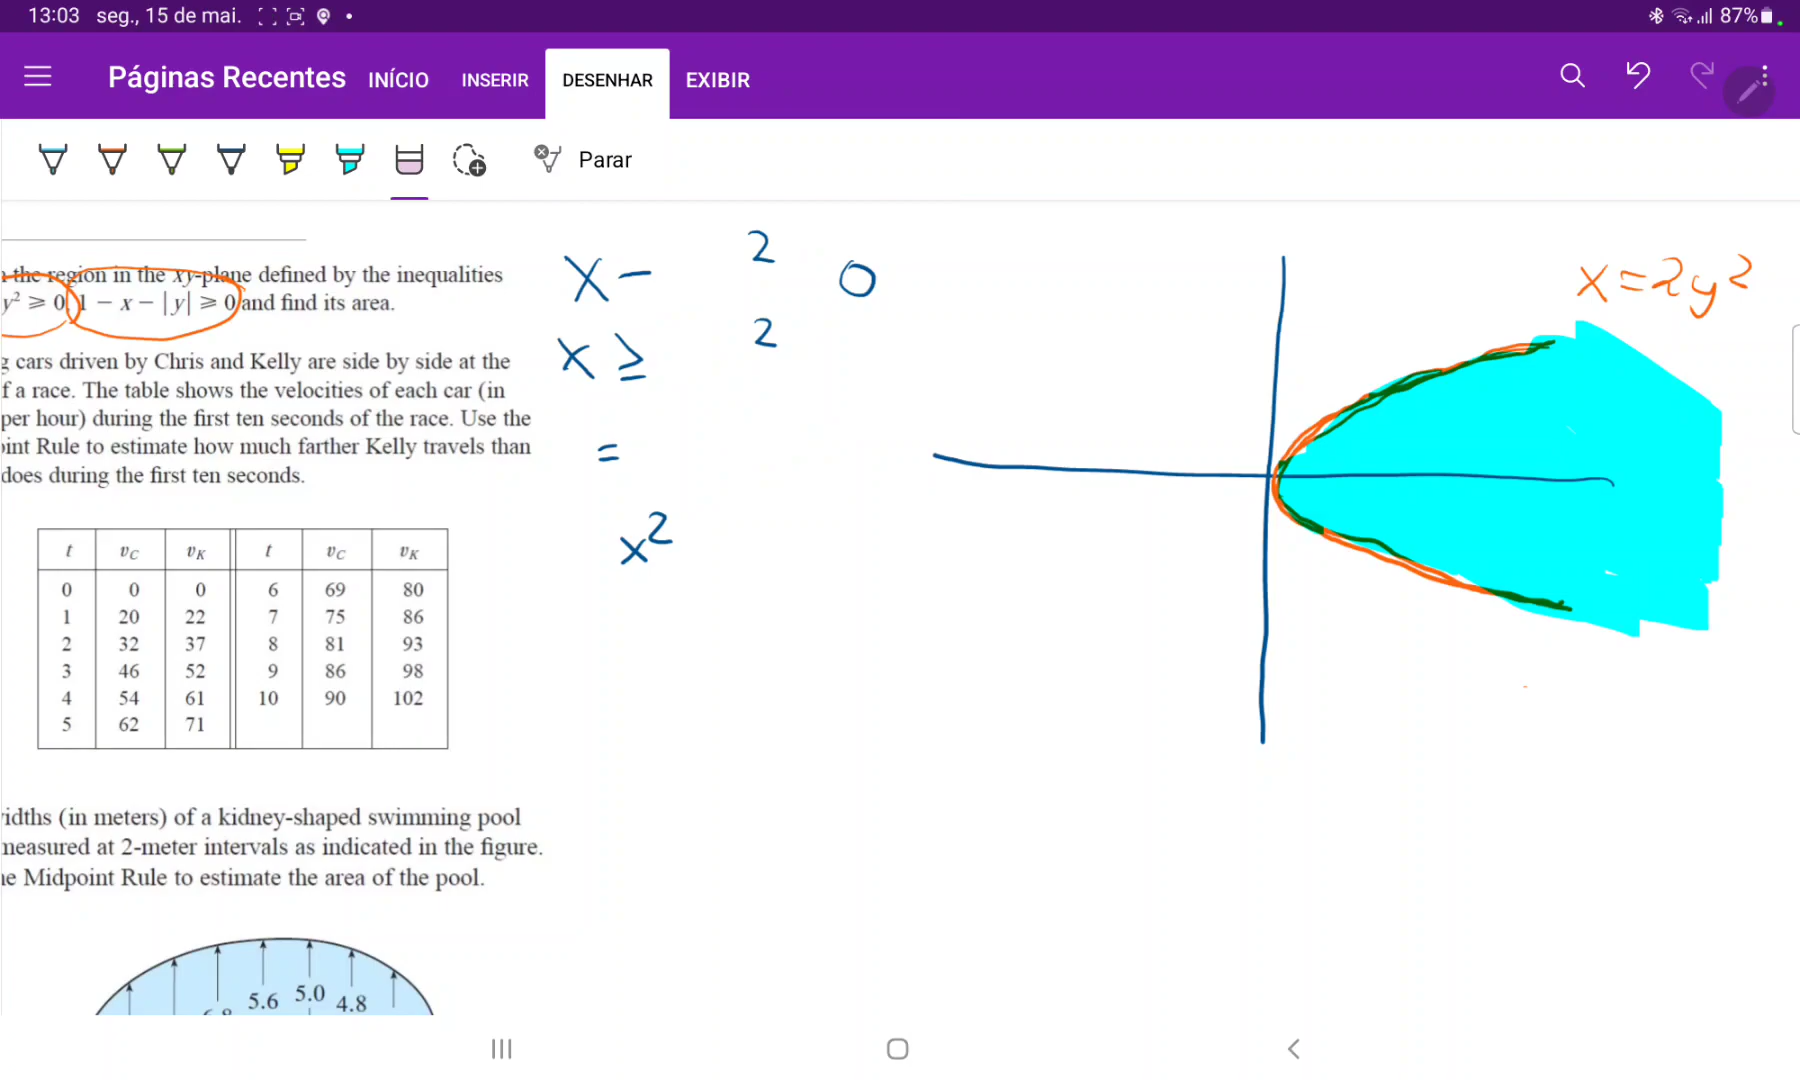 13:03 seg., 15 de mai.
87%
Páginas Recentes INÍCIO INSERIR DESENHAR EXIBIR
Parar
the region in the xy-plane defined by the inequalities
y² ⩾ 0, 1 − x − |y| ⩾ 0 and find its area.
cars driven by Chris and Kelly are side by side at the
f a race. The table shows the velocities of each car (in
per hour) during the first ten seconds of the race. Use the
int Rule to estimate how much farther Kelly travels than
does during the first ten seconds.
t v_C v_K t v_C v_K
0 0 0 6 69 80
1 20 22 7 75 86
2 32 37 8 81 93
3 46 52 9 86 98
4 54 61 10 90 102
5 62 71
idths (in meters) of a kidney-shaped swimming pool
measured at 2-meter intervals as indicated in the figure.
e Midpoint Rule to estimate the area of the pool.
5.6 5.0 4.8
x − 2 0
x ≥ 2
=
x²
x=2y²